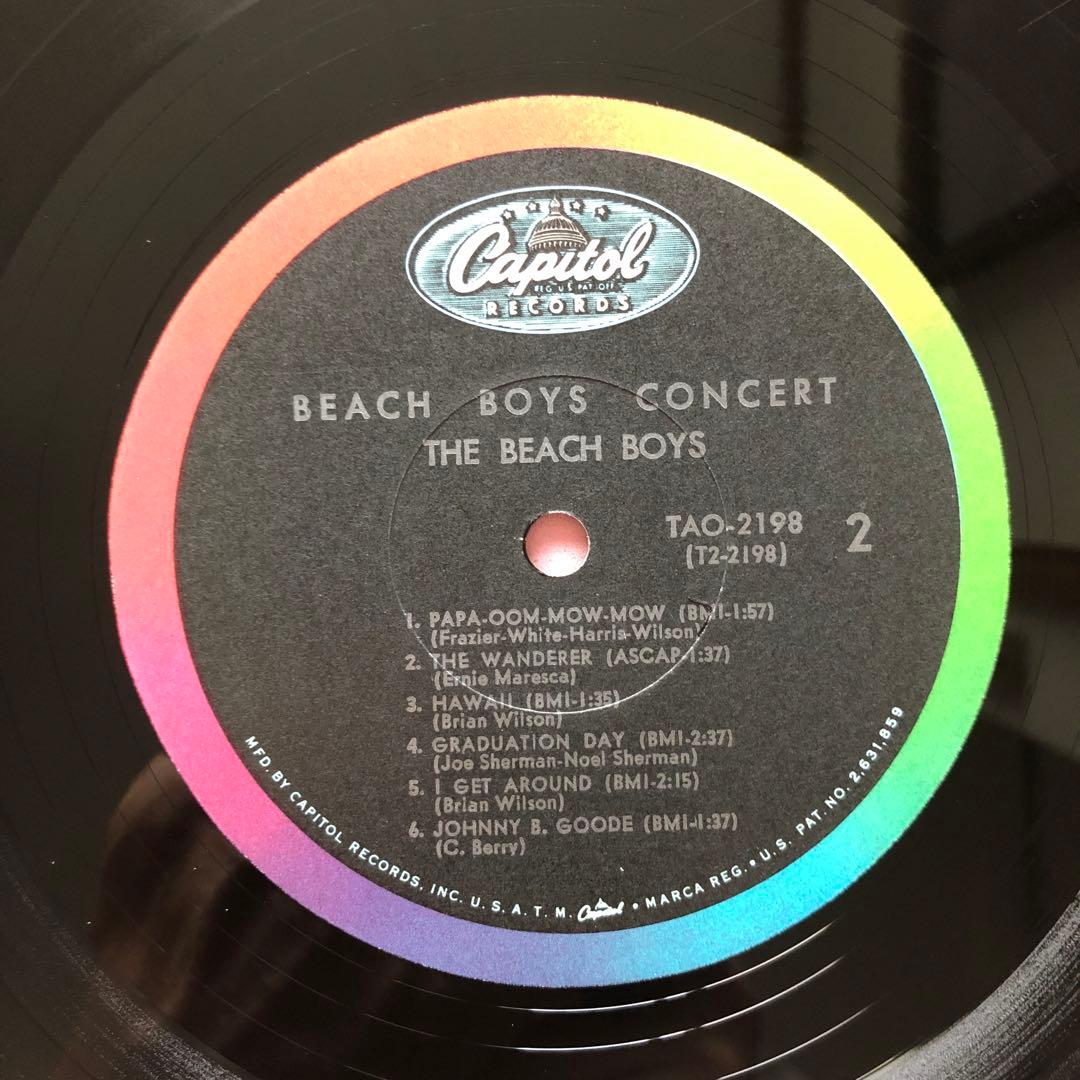 Capitol
REG. U.S. PAT. OFF.
RECORDS
BEACH BOYS CONCERT
THE BEACH BOYS
TAO-2198 2
(T2-2198)
1. PAPA-OOM-MOW-MOW (BMI-1:57)
(Frazier-White-Harris-Wilson)
2. THE WANDERER (ASCAP-1:37)
(Ernie Maresca)
3. HAWAII (BMI-1:35)
(Brian Wilson)
4. GRADUATION DAY (BMI-2:37)
(Joe Sherman-Noel Sherman)
5. I GET AROUND (BMI-2:15)
(Brian Wilson)
6. JOHNNY B. GOODE (BMI-1:37)
(C. Berry)
MFD. BY CAPITOL RECORDS, INC. U.S.A. T.M. Capitol • MARCA REG. • U.S. PAT. NO. 2,631,859